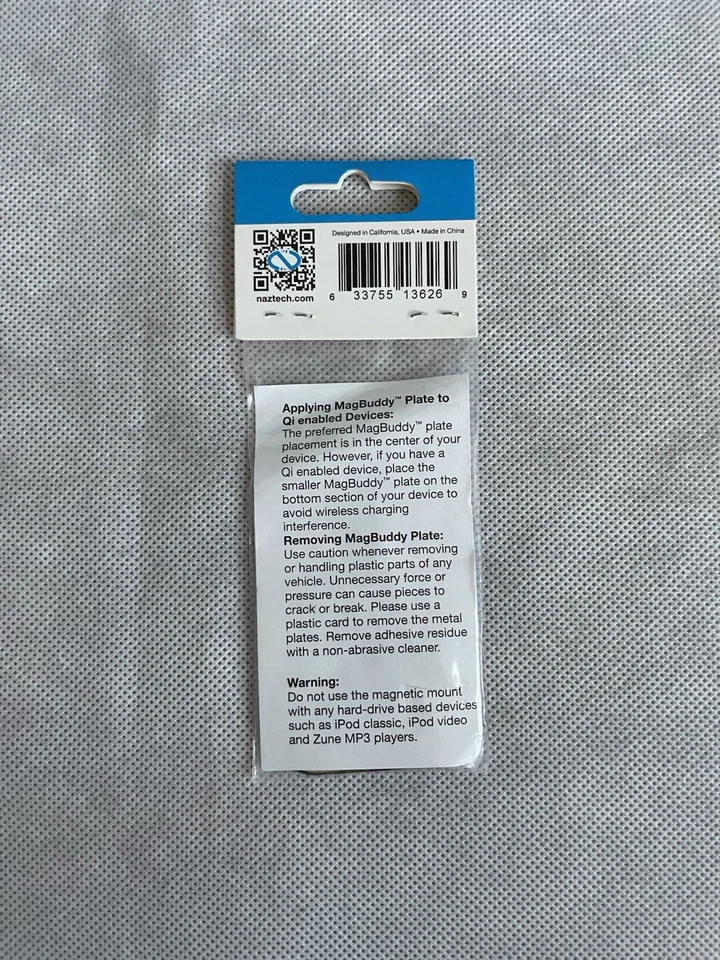 Designed in California, USA • Made in China
naztech.com
6 33755 13626 9
Applying MagBuddy™ Plate to
Qi enabled Devices:
The preferred MagBuddy™ plate
placement is in the center of your
device. However, if you have a
Qi enabled device, place the
smaller MagBuddy™ plate on the
bottom section of your device to
avoid wireless charging
interference.
Removing MagBuddy Plate:
Use caution whenever removing
or handling plastic parts of any
vehicle. Unnecessary force or
pressure can cause pieces to
crack or break. Please use a
plastic card to remove the metal
plates. Remove adhesive residue
with a non-abrasive cleaner.
Warning:
Do not use the magnetic mount
with any hard-drive based devices
such as iPod classic, iPod video
and Zune MP3 players.